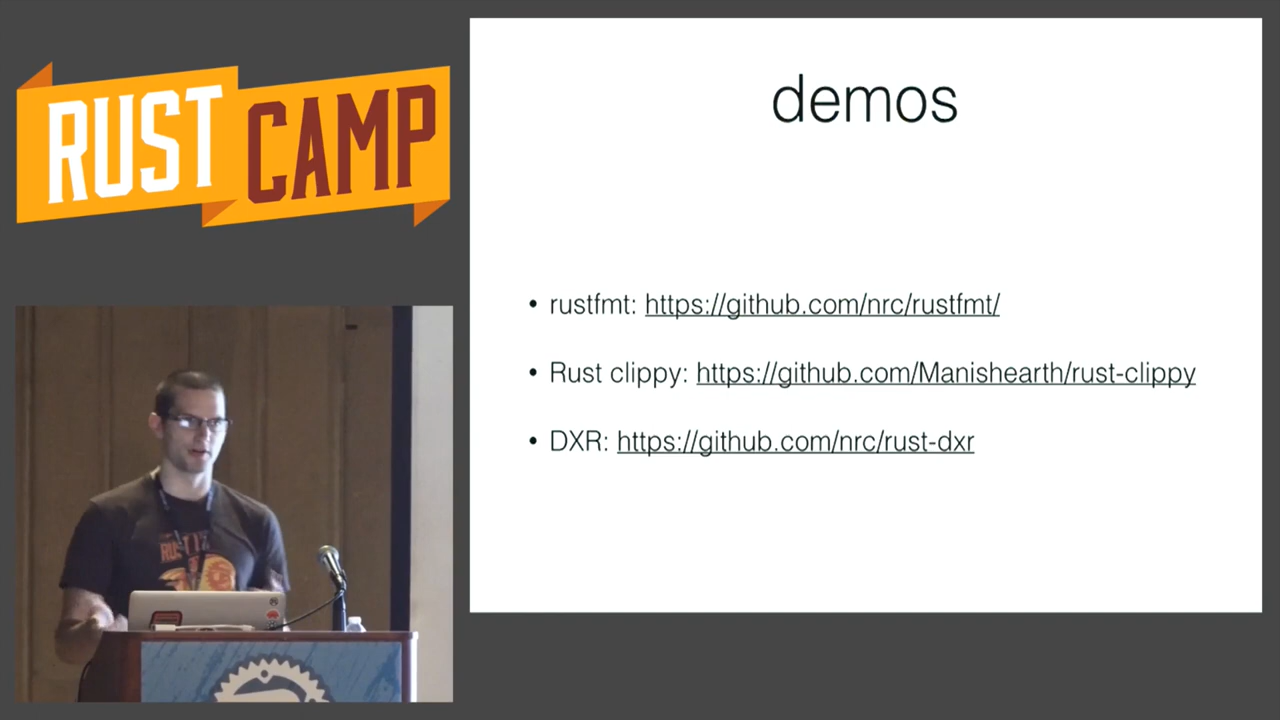 RUST CAMP
demos
• rustfmt: https://github.com/nrc/rustfmt/
• Rust clippy: https://github.com/Manishearth/rust-clippy
• DXR: https://github.com/nrc/rust-dxr